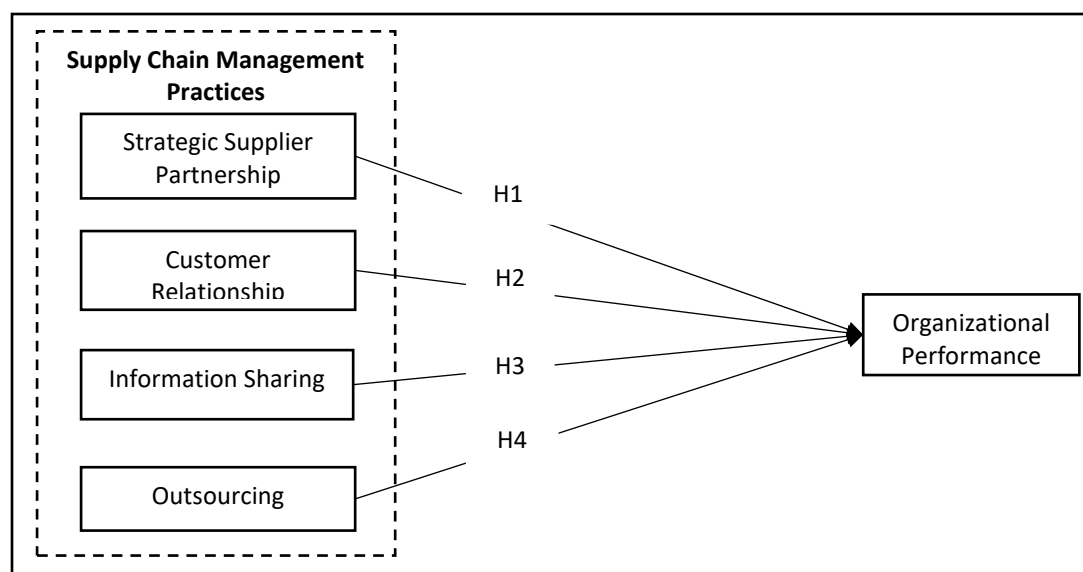 Supply Chain Management
Practices
Strategic Supplier
Partnership
H1
Customer
Relationship
H2
Organizational
Performance
Information Sharing
H3
H4
Outsourcing